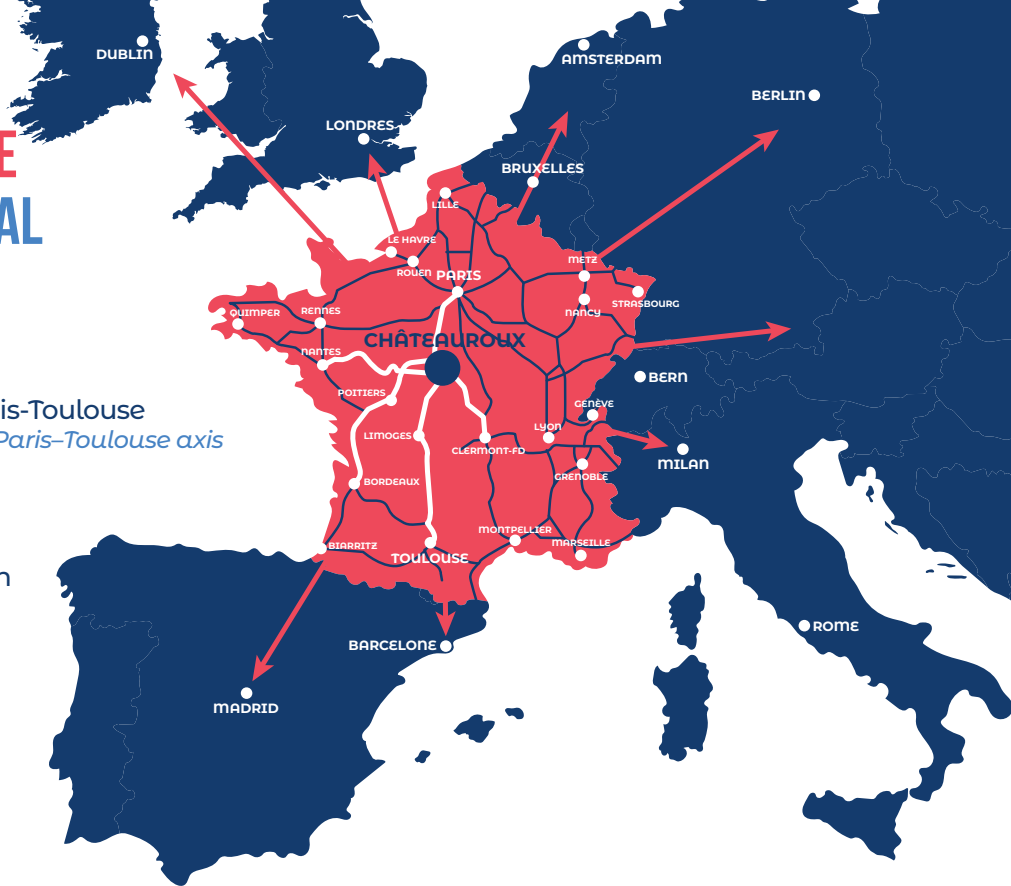 DUBLIN
AMSTERDAM
BERLIN
LONDRES
E
BRUXELLES
LILLE
AL
LE HAVRE
METZ
ROUEN
PARIS
STRASBOURG
QUIMPER
RENNES
NANCY
CHÂTEAUROUX
NANTES
BERN
POITIERS
GENÈVE
is-Toulouse
LYON
LIMOGES
Paris–Toulouse axis
CLERMONT-FD
MILAN
GRENOBLE
BORDEAUX
MONTPELLIER
MARSEILLE
BIARRITZ
TOULOUSE
n
ROME
BARCELONE
MADRID